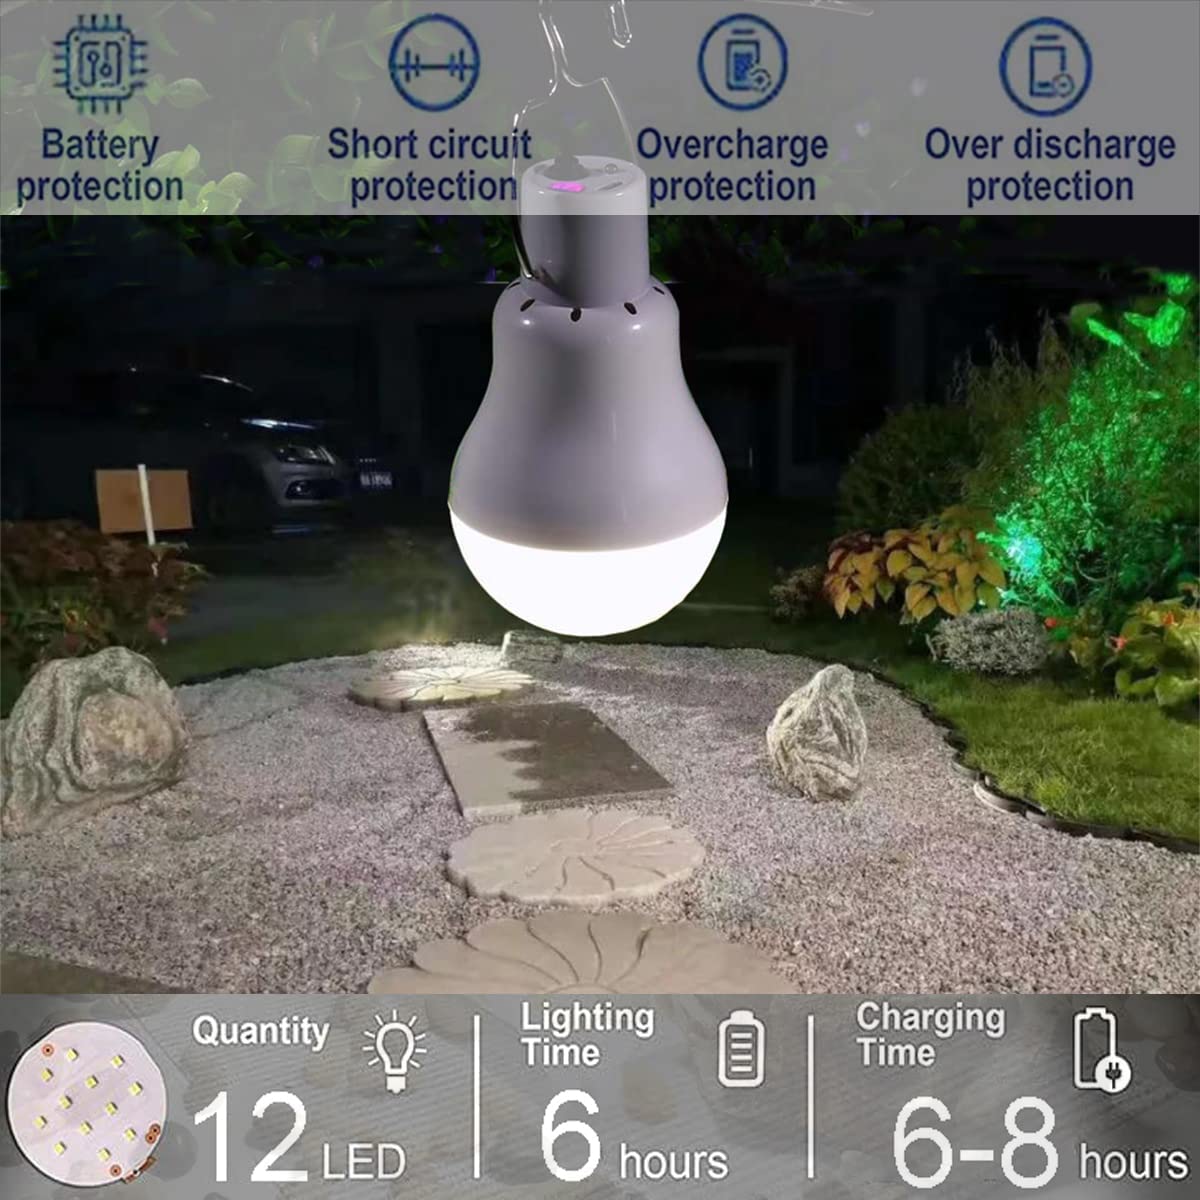 Battery protection
Short circuit protection
Overcharge protection
Over discharge protection
Quantity
12 LED
Lighting Time
6 hours
Charging Time
6-8 hours